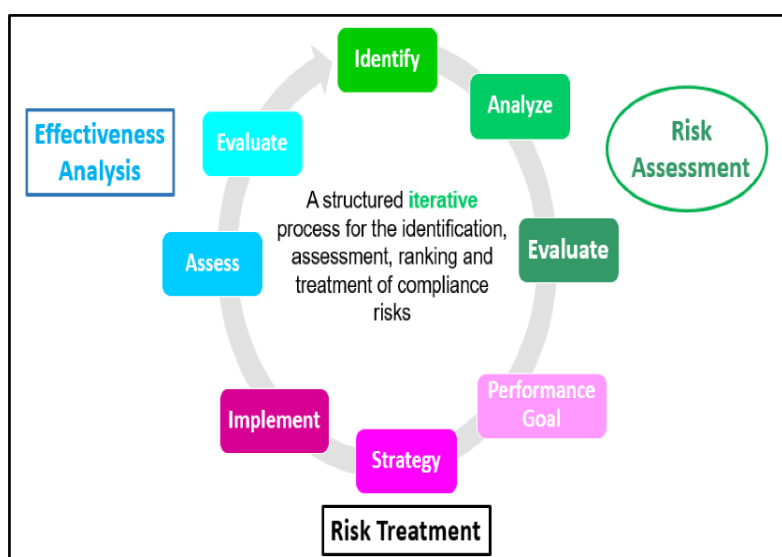 Identify
Analyze
Effectiveness
Analysis
Evaluate
Risk
Assessment
A structured iterative
process for the identification,
assessment, ranking and
treatment of compliance
risks
Assess
Evaluate
Performance
Goal
Implement
Strategy
Risk Treatment